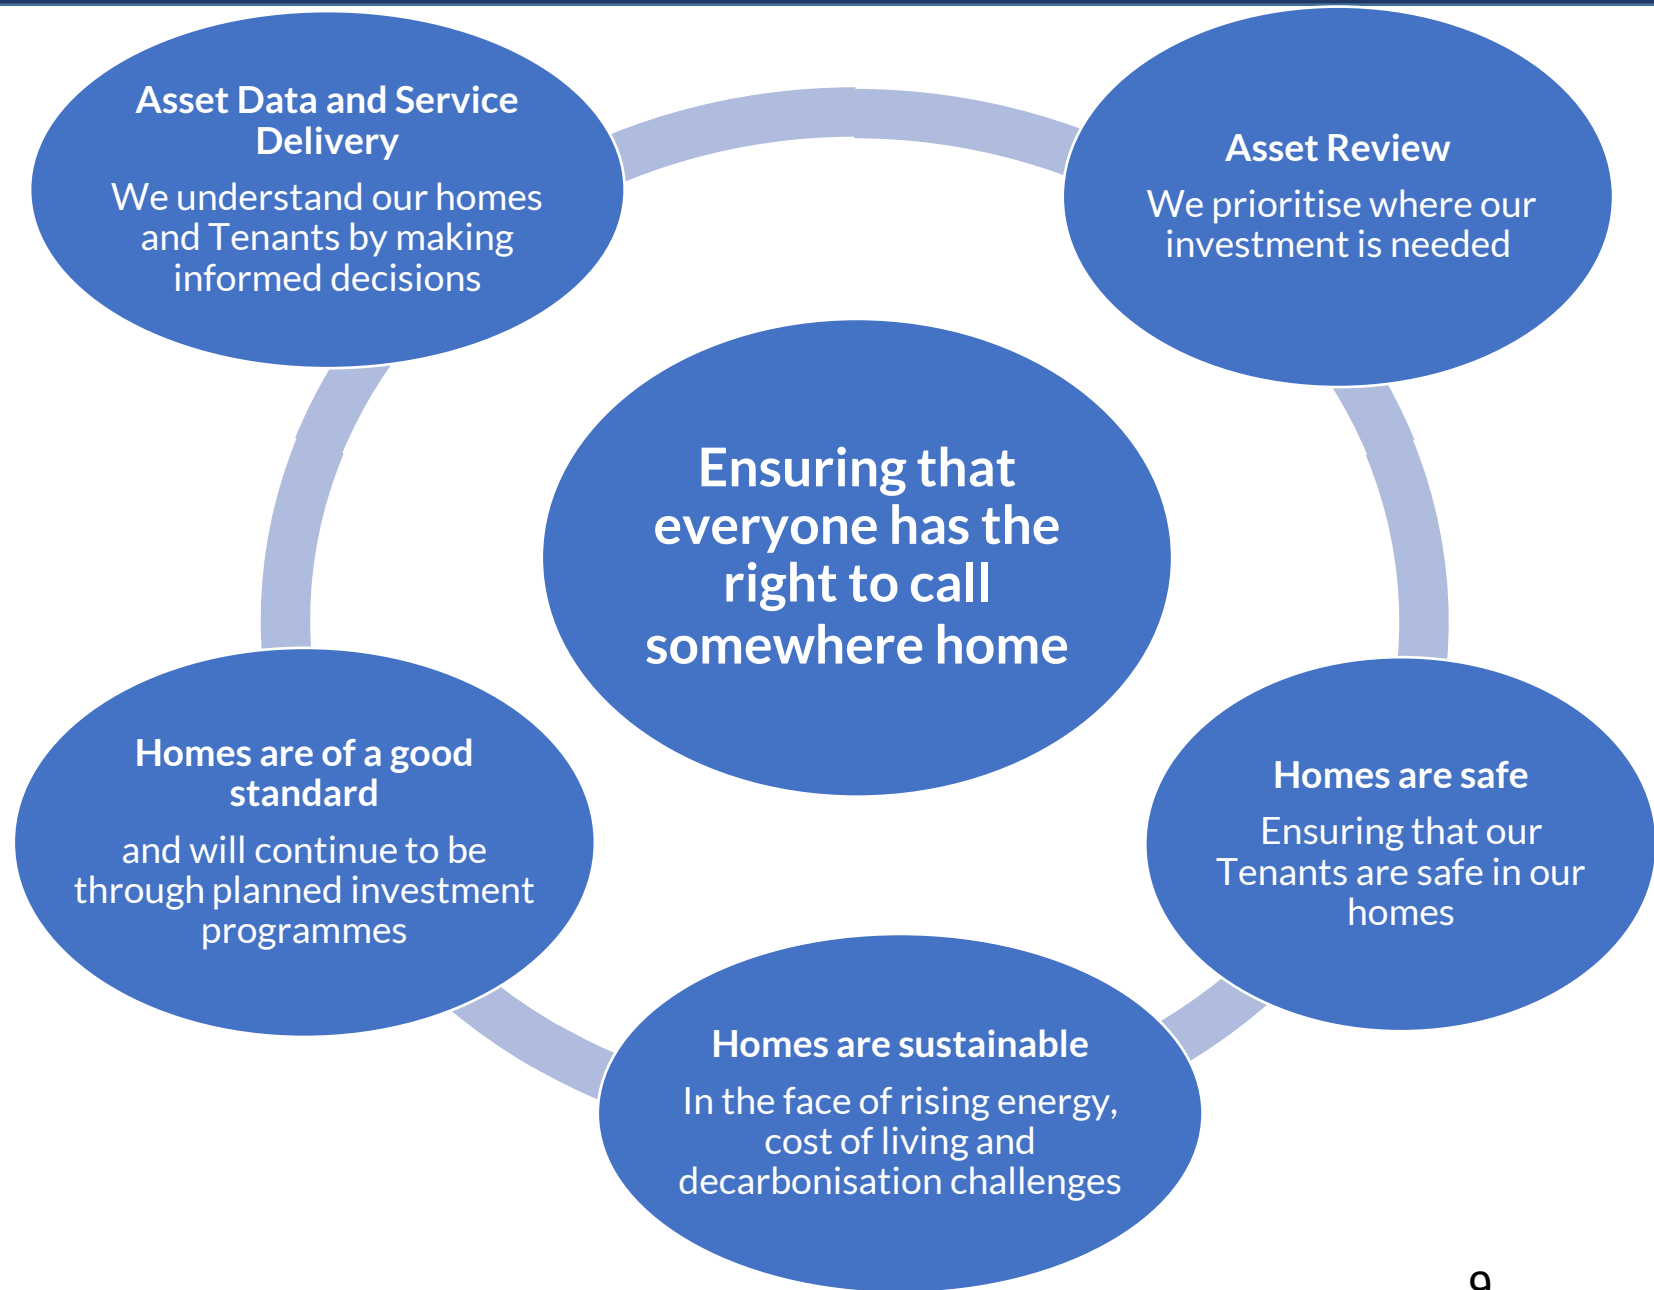 Asset Data and Service
Delivery
We understand our homes
and Tenants by making
informed decisions
Asset Review
We prioritise where our
investment is needed
Ensuring that
everyone has the
right to call
somewhere home
Homes are of a good
standard
and will continue to be
through planned investment
programmes
Homes are safe
Ensuring that our
Tenants are safe in our
homes
Homes are sustainable
In the face of rising energy,
cost of living and
decarbonisation challenges
9